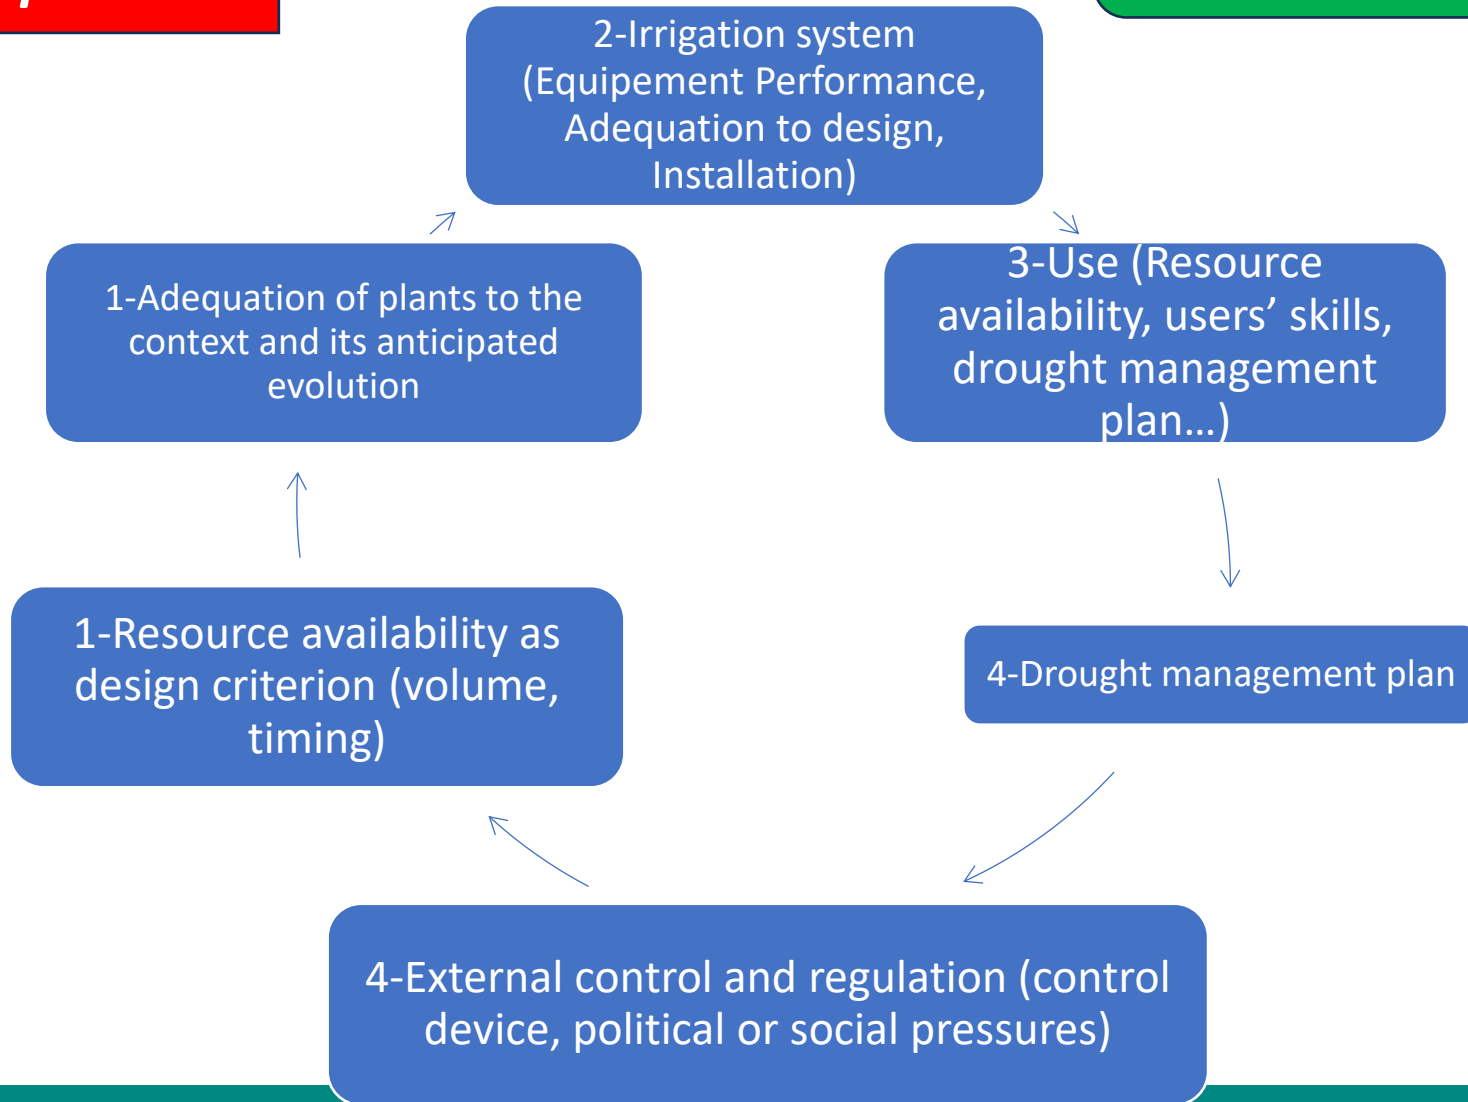 2-Irrigation system
(Equipement Performance,
Adequation to design,
Installation)
1-Adequation of plants to the
context and its anticipated
evolution
3-Use (Resource
availability, users’ skills,
drought management
plan…)
1-Resource availability as
design criterion (volume,
timing)
4-Drought management plan
4-External control and regulation (control
device, political or social pressures)